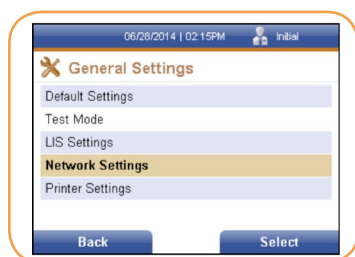 06/28/2014 | 02:15PM Initial
General Settings
Default Settings
Test Mode
LIS Settings
Network Settings
Printer Settings
Back Select